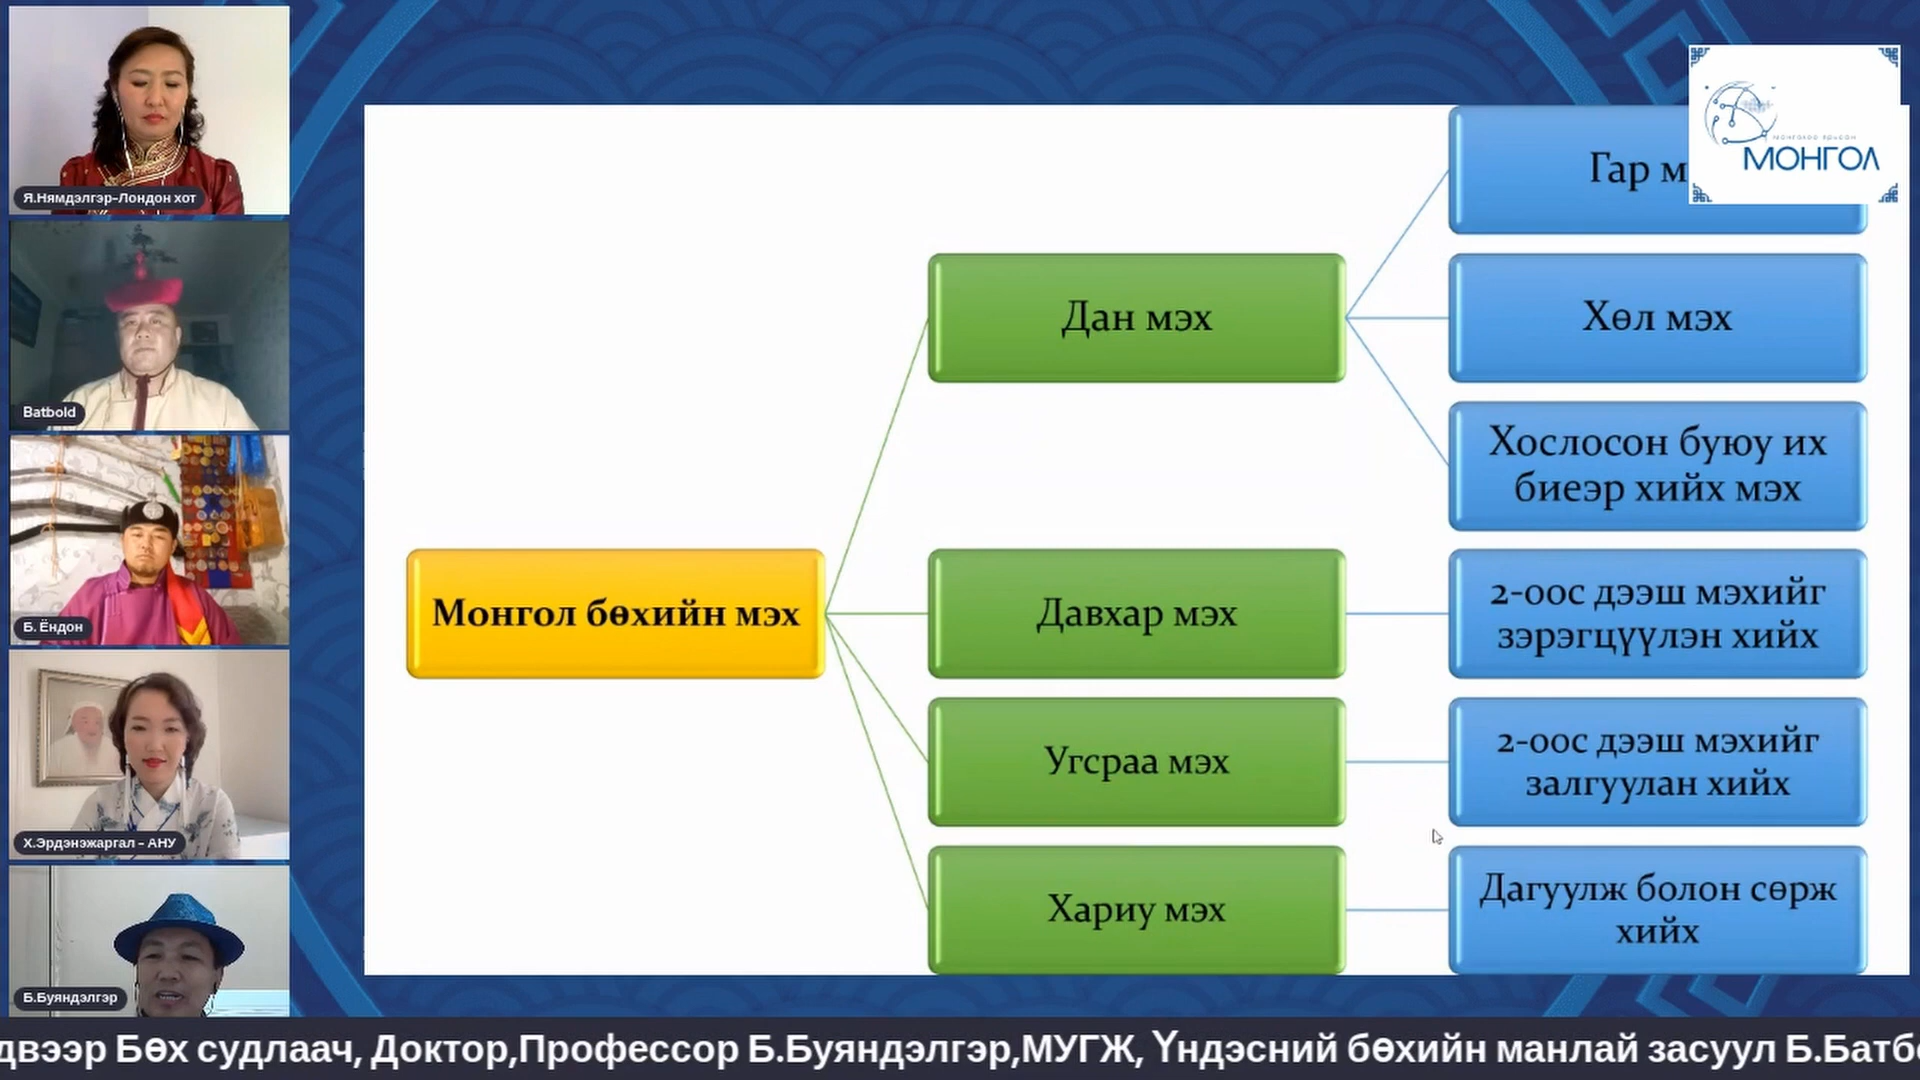 Я.Нямдэлгэр-Лондон хот
Batbold
Б. Ёндон
Х.Эрдэнэжаргал - АНУ
Б.Буяндэлгэр
Монгол бөхийн мэх
Дан мэх
Давхар мэх
Угсраа мэх
Хариу мэх
Гар
Хөл мэх
Хослосон буюу их
биеэр хийх мэх
2-оос дээш мэхийг
зэрэгцүүлэн хийх
2-оос дээш мэхийг
залгуулан хийх
Дагуулж болон сөрж
хийх
МОНГОЛ
Бөх судлаач, Доктор,Профессор Б.Буяндэлгэр,МУГЖ, Үндэсний бөхийн манлай засуул